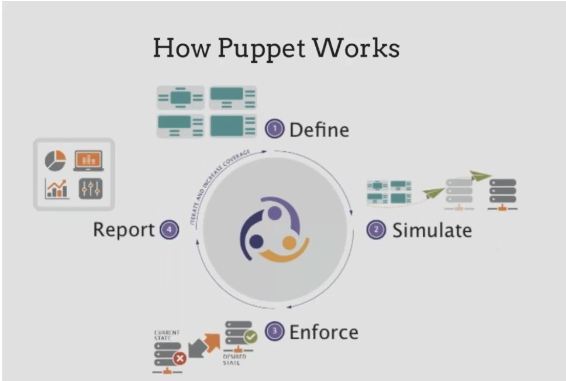 How Puppet Works
1 Define
ITERATE AND INCREASE COVERAGE
Report 4
2 Simulate
3 Enforce
CURRENT
STATE
DESIRED
STATE